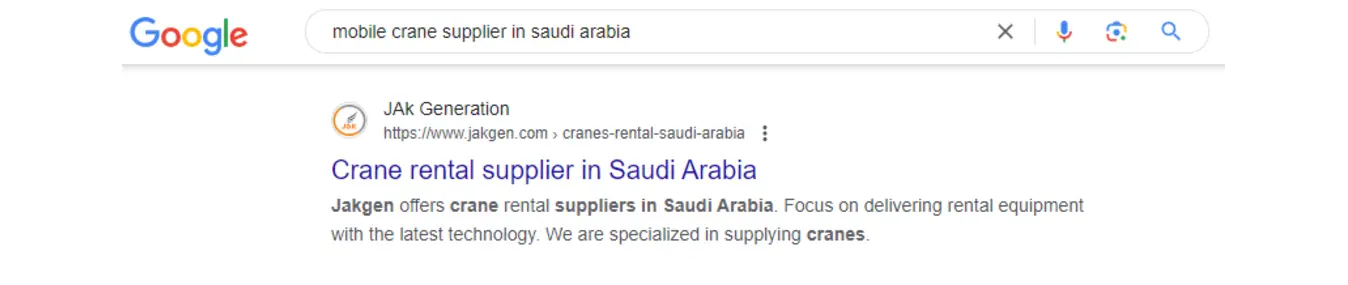 Google
mobile crane supplier in saudi arabia
JAk Generation
JAK
https://www.jakgen.com › cranes-rental-saudi-arabia
Crane rental supplier in Saudi Arabia
Jakgen offers crane rental suppliers in Saudi Arabia. Focus on delivering rental equipment
with the latest technology. We are specialized in supplying cranes.